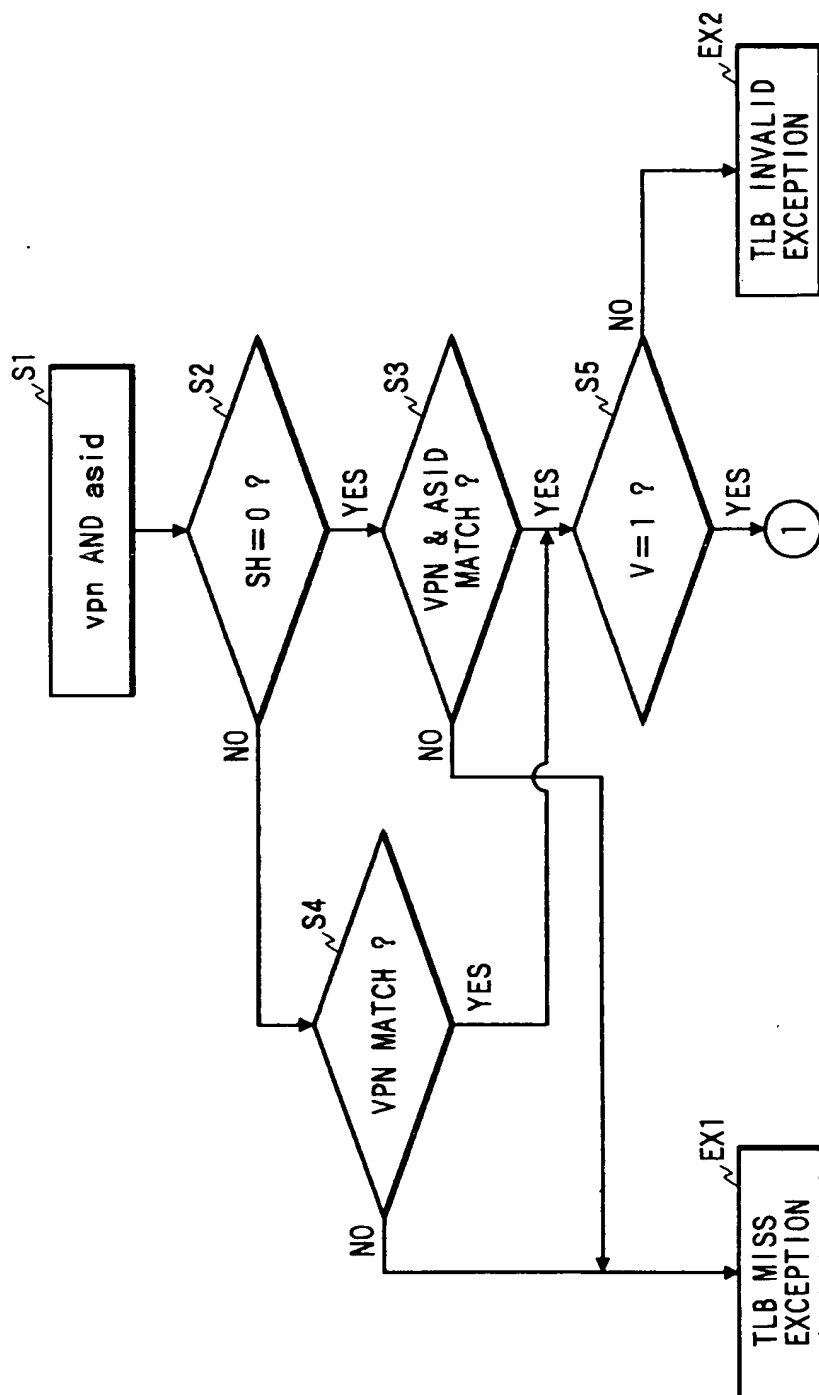 S1
vpn AND asid
S2
SH=0 ?
NO
YES
S4
VPN MATCH ?
NO
YES
S3
VPN & ASID
MATCH ?
NO
YES
S5
V=1 ?
NO
YES
1
EX1
TLB MISS
EXCEPTION
EX2
TLB INVALID
EXCEPTION